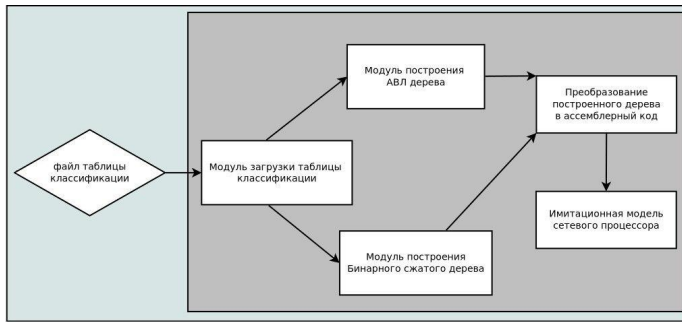 файл таблицы
классификации
Модуль загрузки таблицы
классификации
Модуль построения
АВЛ дерева
Модуль построения
Бинарного сжатого дерева
Преобразование
построенного дерева
в ассемблерный код
Имитационная модель
сетевого процессора